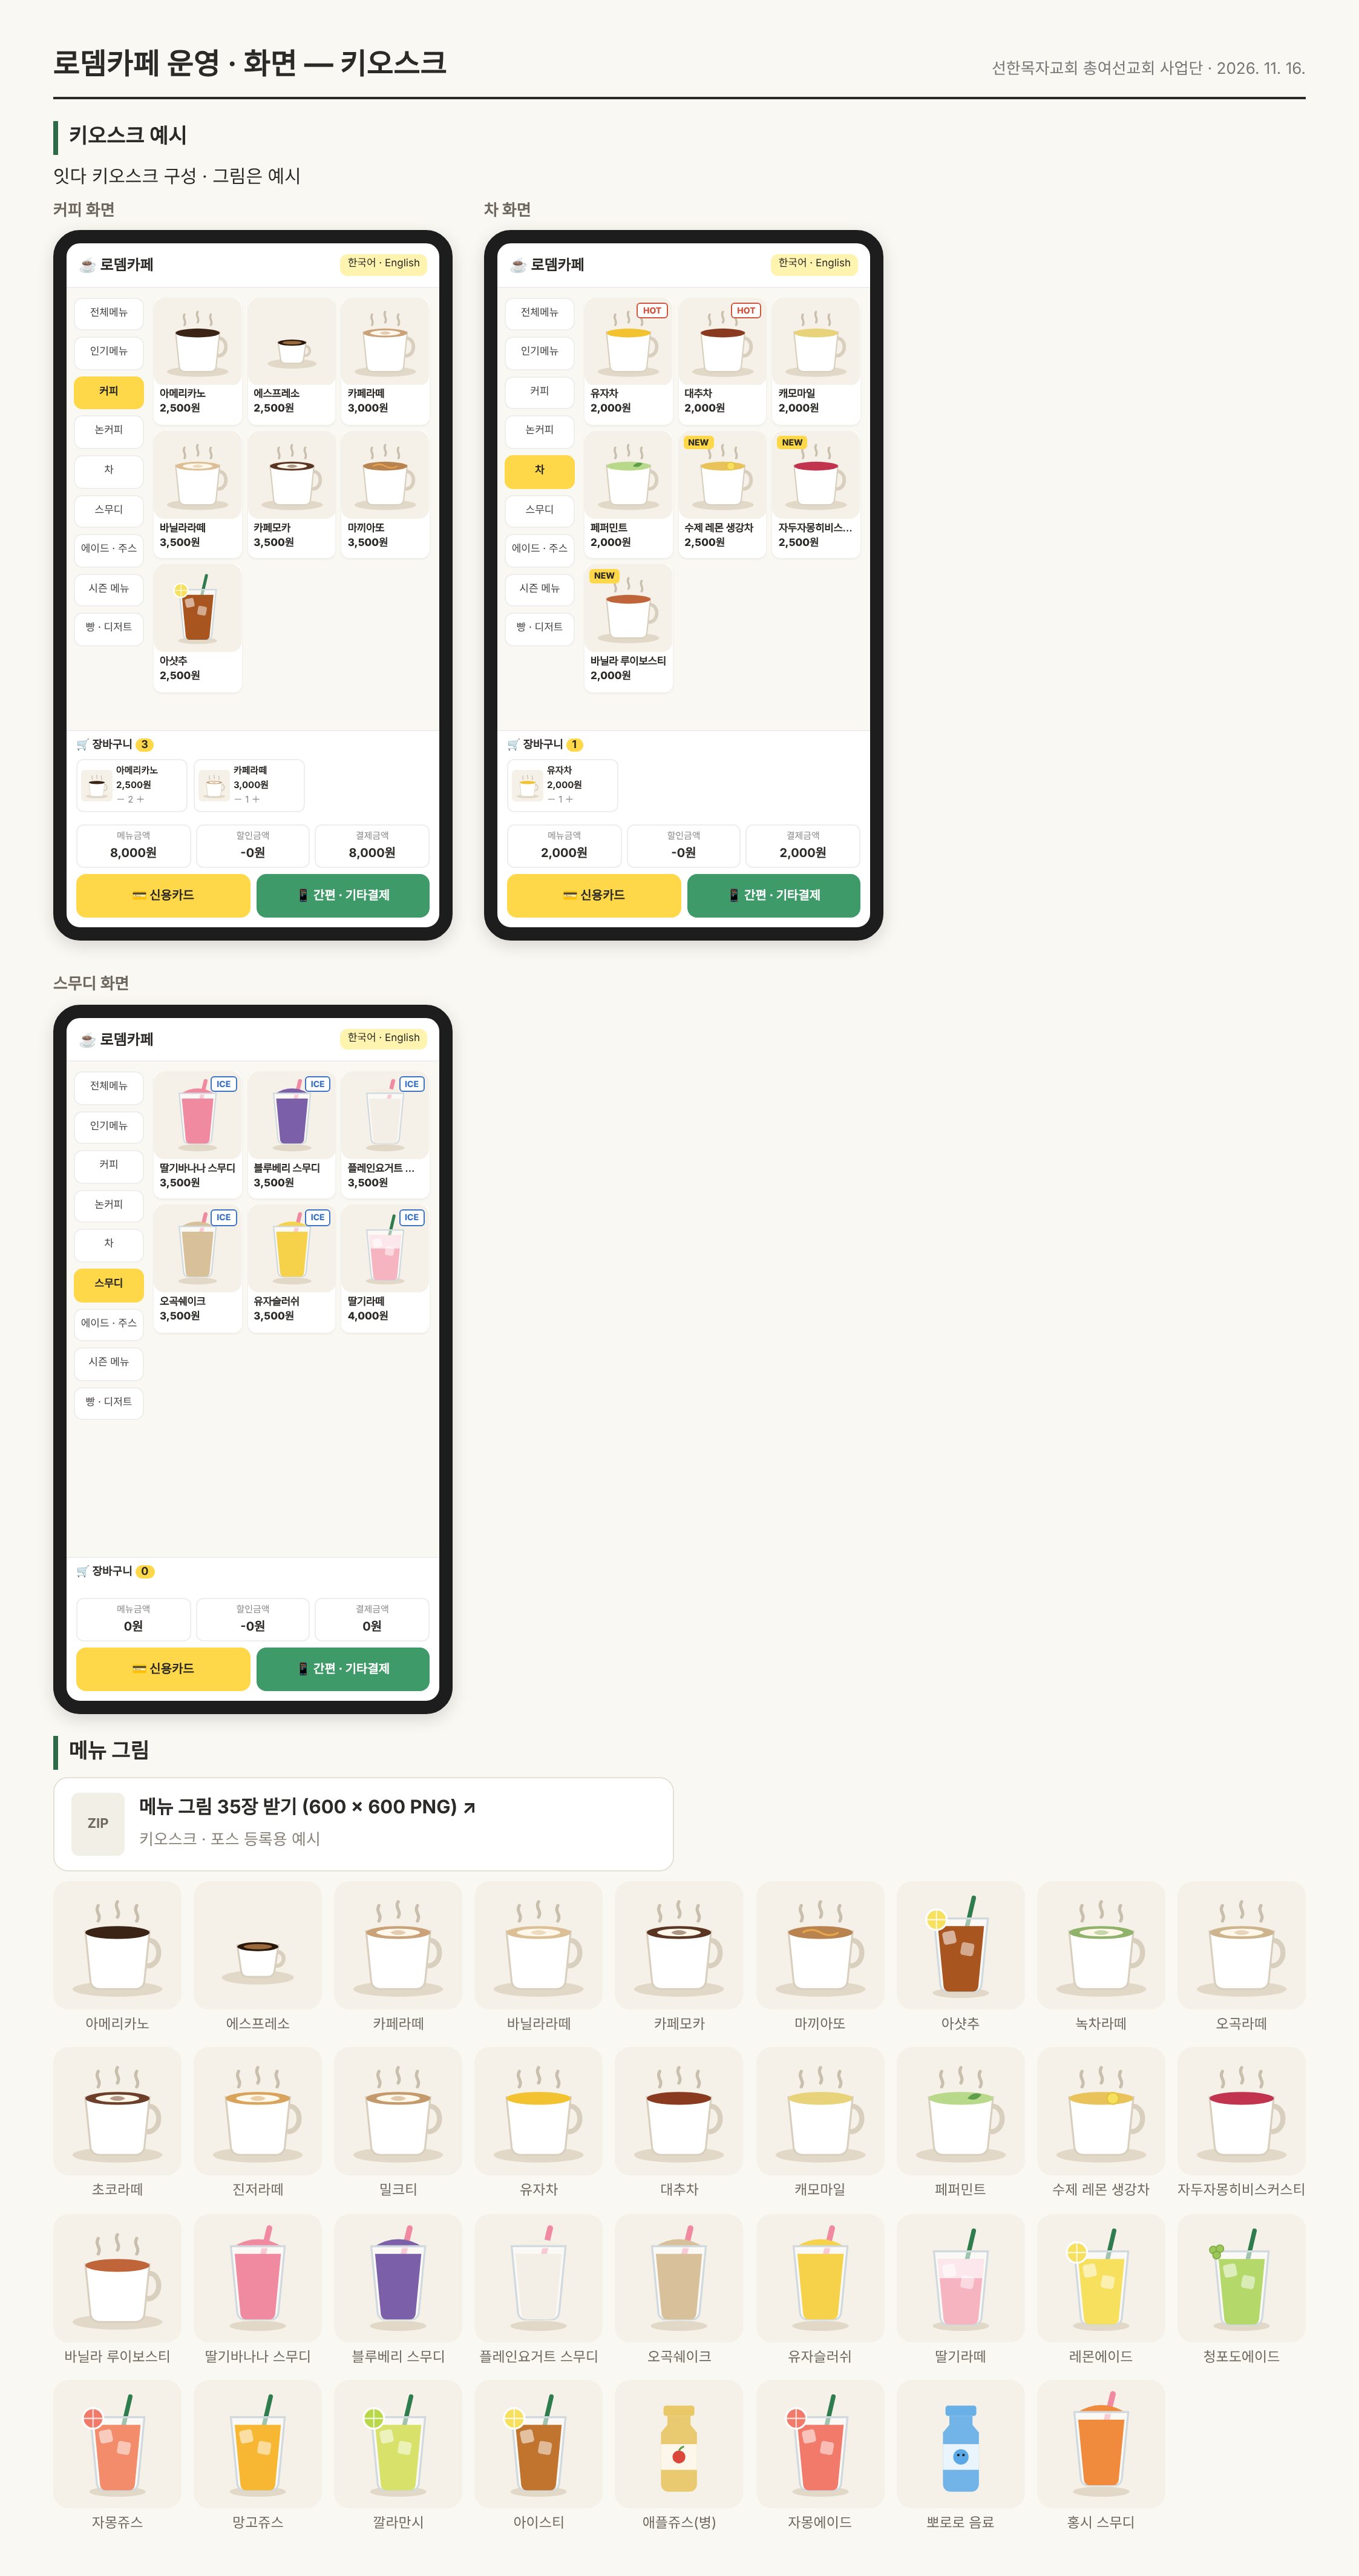 로뎀카페 운영 · 화면 — 키오스크
선한목자교회 총여선교회 사업단 · 2026. 11. 16.
키오스크 예시
잇다 키오스크 구성 · 그림은 예시
커피 화면
로뎀카페
한국어 · English
전체메뉴
인기메뉴
커피
논커피
차
스무디
에이드 · 주스
시즌 메뉴
빵 · 디저트
아메리카노
2,500원
에스프레소
2,500원
카페라떼
3,000원
바닐라라떼
3,500원
카페모카
3,500원
마끼아또
3,500원
아샷추
2,500원
장바구니 3
아메리카노
2,500원
− 2 +
카페라떼
3,000원
− 1 +
메뉴금액
8,000원
할인금액
-0원
결제금액
8,000원
신용카드
간편 · 기타결제
차 화면
로뎀카페
한국어 · English
전체메뉴
인기메뉴
커피
논커피
차
스무디
에이드 · 주스
시즌 메뉴
빵 · 디저트
HOT
유자차
2,000원
HOT
대추차
2,000원
캐모마일
2,000원
페퍼민트
2,000원
NEW
수제 레몬 생강차
2,500원
NEW
자두자몽히비스...
2,500원
NEW
바닐라 루이보스티
2,000원
장바구니 1
유자차
2,000원
− 1 +
메뉴금액
2,000원
할인금액
-0원
결제금액
2,000원
신용카드
간편 · 기타결제
스무디 화면
로뎀카페
한국어 · English
전체메뉴
인기메뉴
커피
논커피
차
스무디
에이드 · 주스
시즌 메뉴
빵 · 디저트
ICE
딸기바나나 스무디
3,500원
ICE
블루베리 스무디
3,500원
ICE
플레인요거트 ...
3,500원
ICE
오곡쉐이크
3,500원
ICE
유자슬러쉬
3,500원
ICE
딸기라떼
4,000원
장바구니 0
메뉴금액
0원
할인금액
-0원
결제금액
0원
신용카드
간편 · 기타결제
메뉴 그림
ZIP
메뉴 그림 35장 받기 (600 × 600 PNG) ↗
키오스크 · 포스 등록용 예시
아메리카노
에스프레소
카페라떼
바닐라라떼
카페모카
마끼아또
아샷추
녹차라떼
오곡라떼
초코라떼
진저라떼
밀크티
유자차
대추차
캐모마일
페퍼민트
수제 레몬 생강차
자두자몽히비스커스티
바닐라 루이보스티
딸기바나나 스무디
블루베리 스무디
플레인요거트 스무디
오곡쉐이크
유자슬러쉬
딸기라떼
레몬에이드
청포도에이드
자몽쥬스
망고쥬스
깔라만시
아이스티
애플쥬스(병)
자몽에이드
뽀로로 음료
홍시 스무디